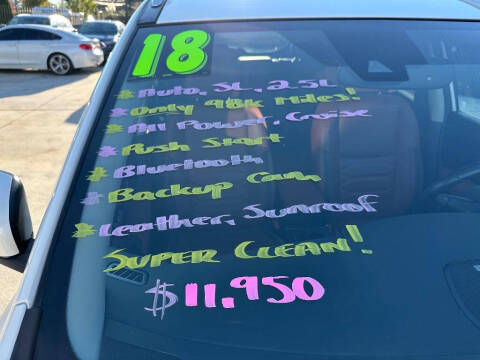 18
* Auto, SL, 2.5L
* Only 98K Miles!
* All Power, Cruise
* Push Start
* Bluetooth
* Backup Cam
* Leather, Sunroof
Super Clean!
$11,950